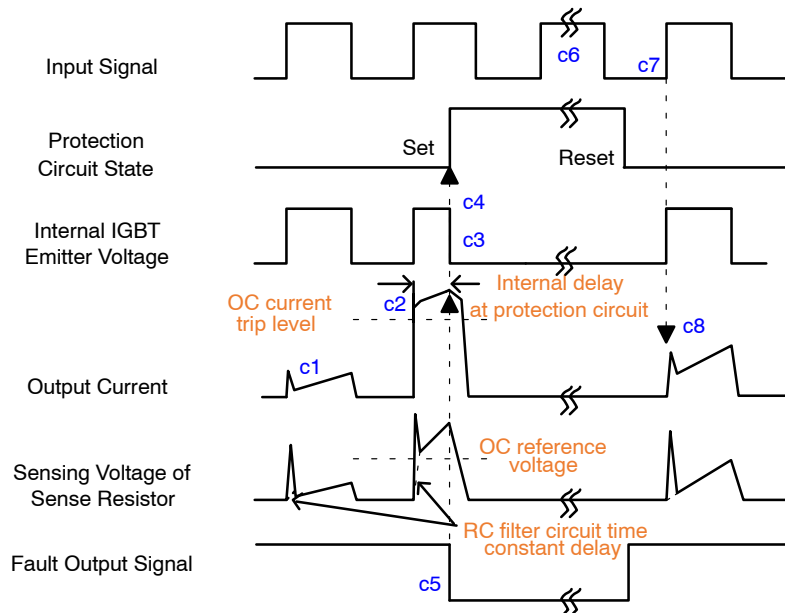 c6
Input Signal
c7
Protection
Circuit State
Set
Reset
c4
Internal IGBT
Emitter Voltage
c3
Internal delay
at protection circuit
c2
OC current
trip level
c8
c1
Output Current
OC reference
voltage
Sensing Voltage of
Sense Resistor
RC filter circuit time
constant delay
Fault Output Signal
c5